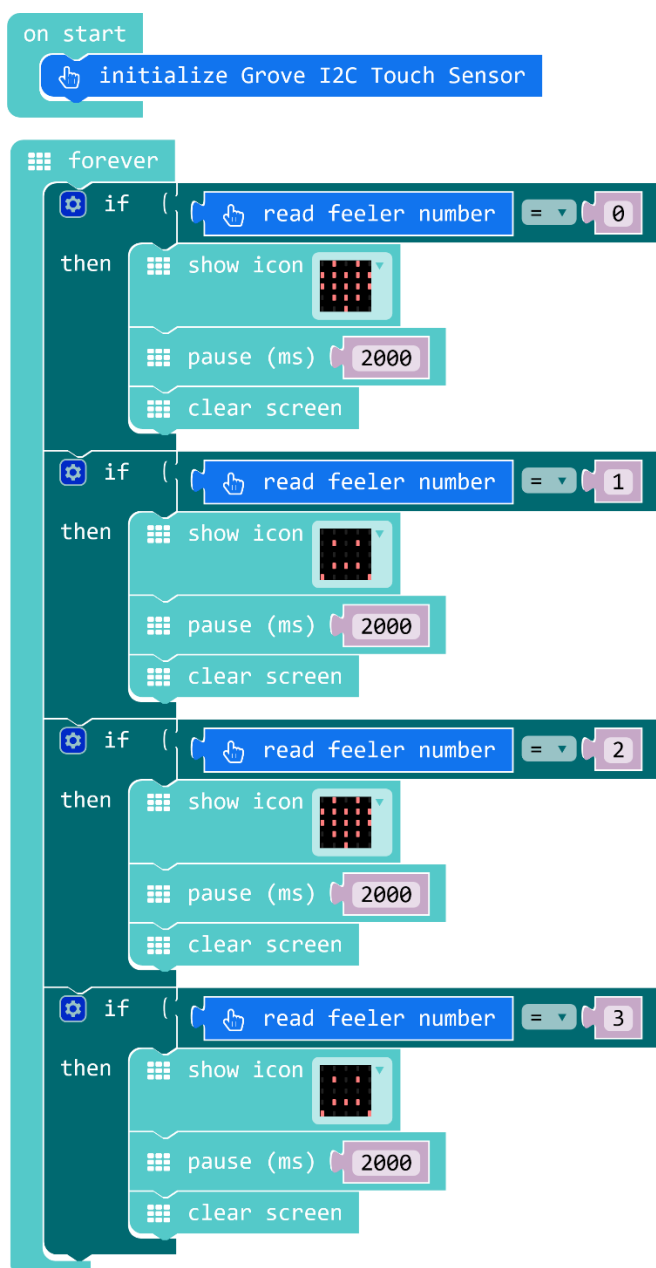 on start
initialize Grove I2C Touch Sensor
forever
if ( read feeler number = 0
then show icon
pause (ms) 2000
clear screen
if ( read feeler number = 1
then show icon
pause (ms) 2000
clear screen
if ( read feeler number = 2
then show icon
pause (ms) 2000
clear screen
if ( read feeler number = 3
then show icon
pause (ms) 2000
clear screen